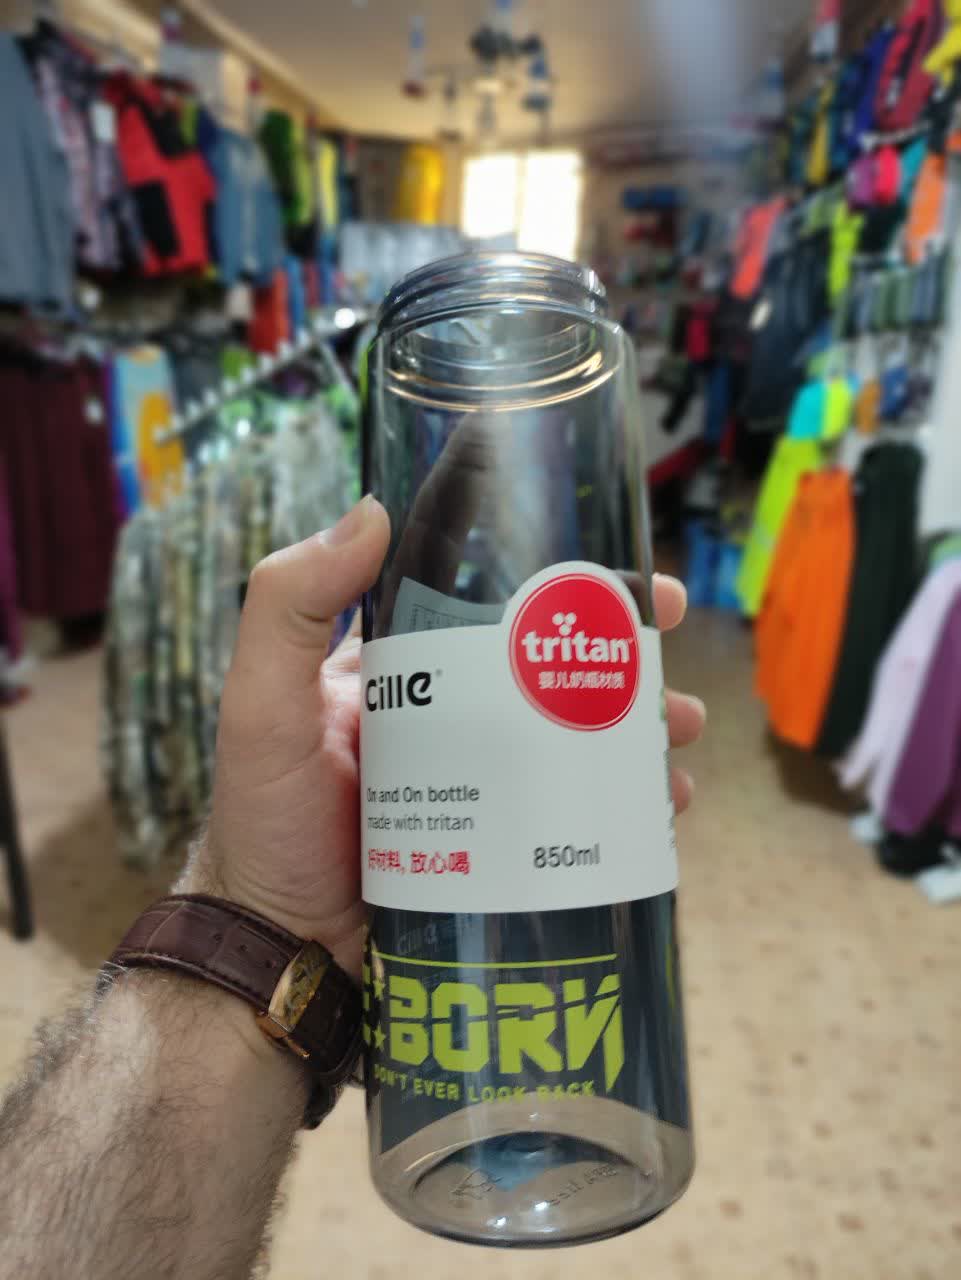 tritan
婴儿奶瓶材质
cille®
On and On bottle
made with tritan
好材料, 放心喝
850ml
BORN
DON'T EVER LOOK BACK